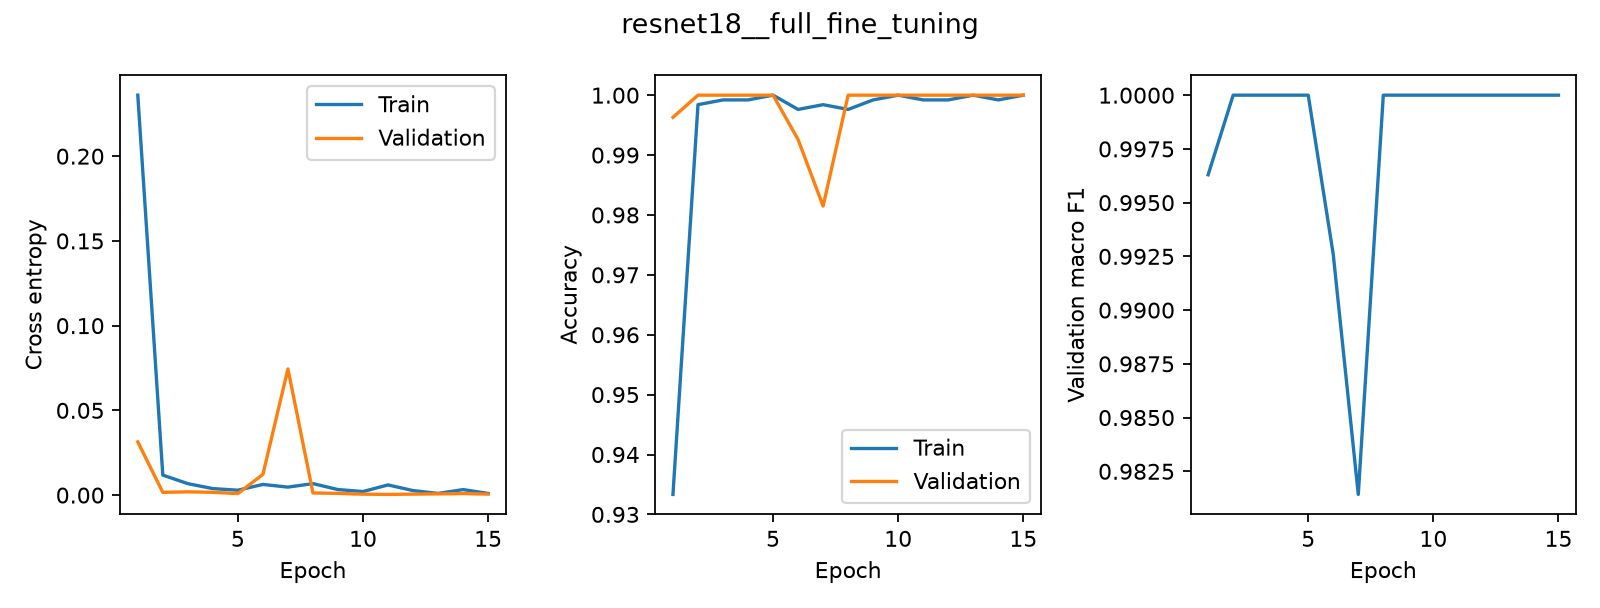 resnet18__full_fine_tuning
Cross entropy
0.20
0.15
0.10
0.05
0.00
5
10
15
Epoch
Train
Validation
Accuracy
1.00
0.99
0.98
0.97
0.96
0.95
0.94
0.93
5
10
15
Epoch
Train
Validation
Validation macro F1
1.0000
0.9975
0.9950
0.9925
0.9900
0.9875
0.9850
0.9825
5
10
15
Epoch